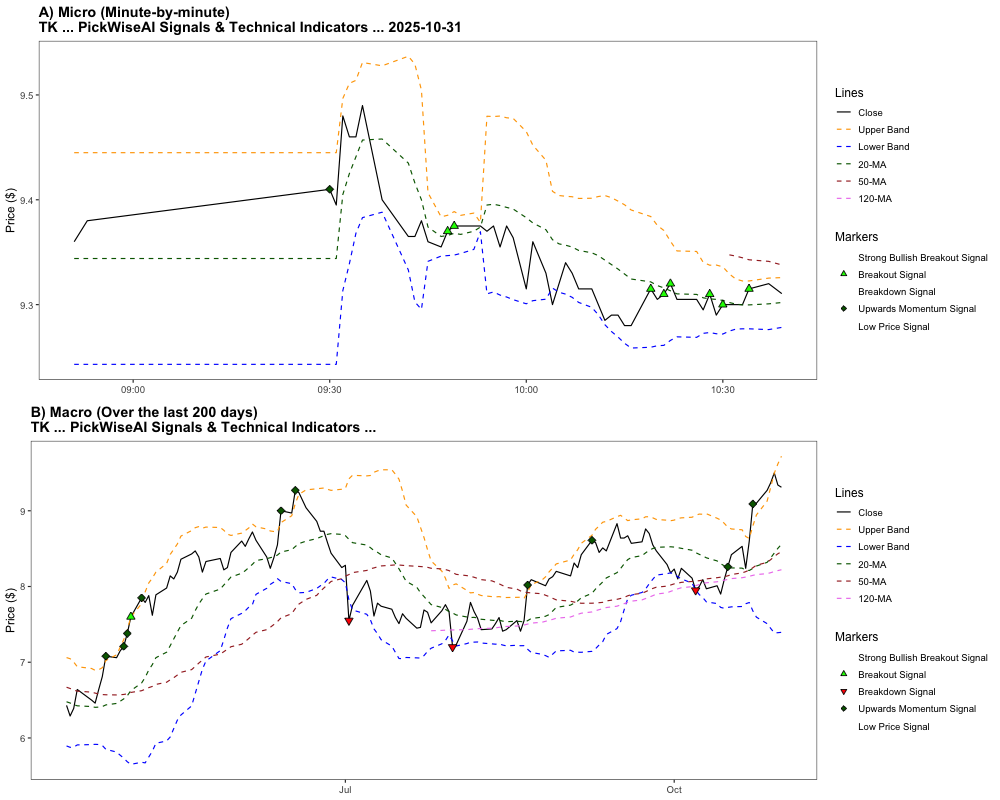 A) Micro (Minute-by-minute)
TK ... PickWiseAI Signals & Technical Indicators ... 2025-10-31
Price ($)
9.5
9.4
9.3
09:00
09:30
10:00
10:30
Lines
Close
Upper Band
Lower Band
20-MA
50-MA
120-MA
Markers
Strong Bullish Breakout Signal
Breakout Signal
Breakdown Signal
Upwards Momentum Signal
Low Price Signal
B) Macro (Over the last 200 days)
TK ... PickWiseAI Signals & Technical Indicators ...
Price ($)
9
8
7
6
Jul
Oct
Lines
Close
Upper Band
Lower Band
20-MA
50-MA
120-MA
Markers
Strong Bullish Breakout Signal
Breakout Signal
Breakdown Signal
Upwards Momentum Signal
Low Price Signal